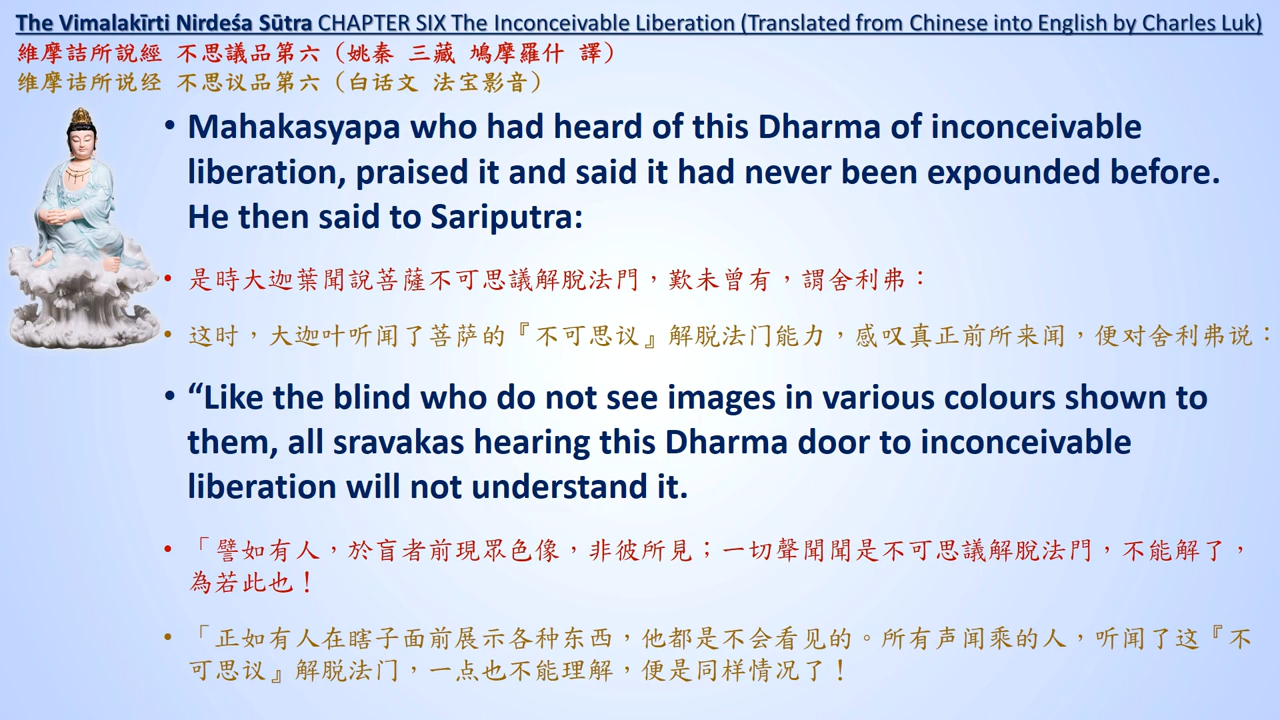 The Vimalakīrti Nirdeśa Sūtra CHAPTER SIX The Inconceivable Liberation (Translated from Chinese into English by Charles Luk)
維摩詰所說經 不思議品第六（姚秦 三藏 鳩摩羅什 譯）
维摩诘所说经 不思议品第六（白话文 法宝影音）
• Mahakasyapa who had heard of this Dharma of inconceivable
liberation, praised it and said it had never been expounded before.
He then said to Sariputra:
• 是時大迦葉聞說菩薩不可思議解脫法門，歎未曾有，謂舍利弗：
• 这时，大迦叶听闻了菩萨的『不可思议』解脱法门能力，感叹真正前所未闻，便对舍利弗说：
• “Like the blind who do not see images in various colours shown to
them, all sravakas hearing this Dharma door to inconceivable
liberation will not understand it.
• 「譬如有人，於盲者前現眾色像，非彼所見；一切聲聞聞是不可思議解脫法門，不能解了，
為若此也！
• 「正如有人在瞎子面前展示各种东西，他都是不会看见的。所有声闻乘的人，听闻了这『不
可思议』解脱法门，一点也不能理解，便是同样情况了！